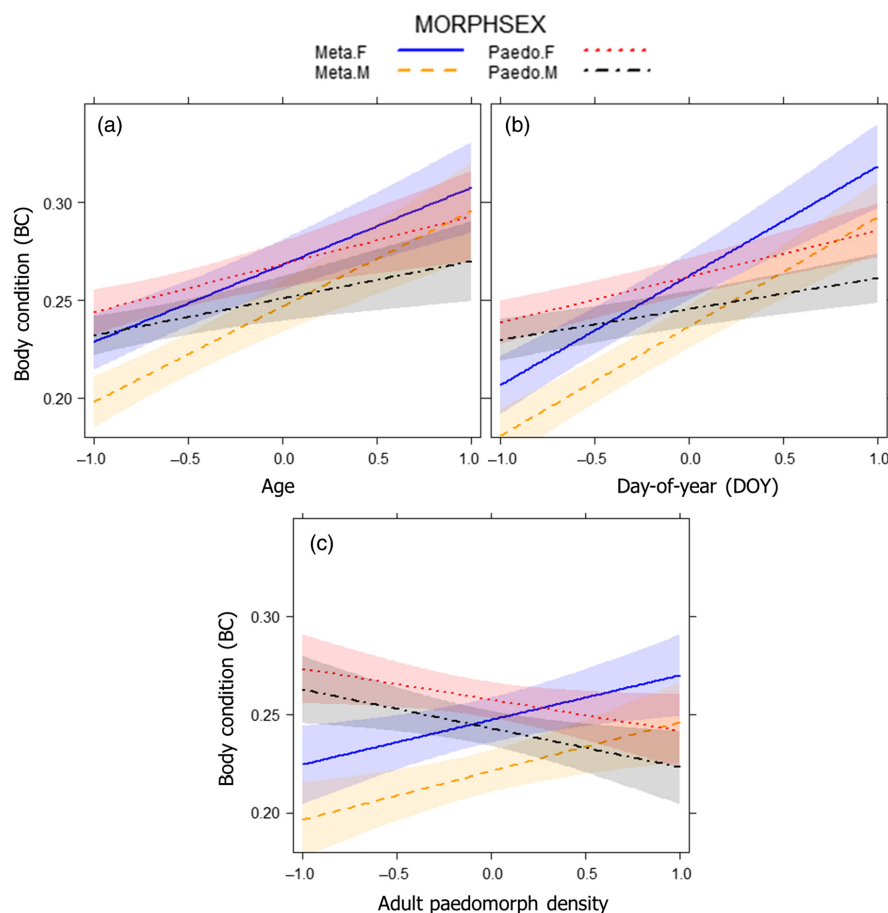 MORPHSEX
Meta.F Paedo.F
Meta.M Paedo.M
(a) (b)
0.30
0.25
0.20
Body condition (BC)
–1.0 –0.5 0.0 0.5 1.0 –1.0 –0.5 0.0 0.5 1.0
Age Day-of-year (DOY)
(c)
0.30
0.25
0.20
Body condition (BC)
–1.0 –0.5 0.0 0.5 1.0
Adult paedomorph density